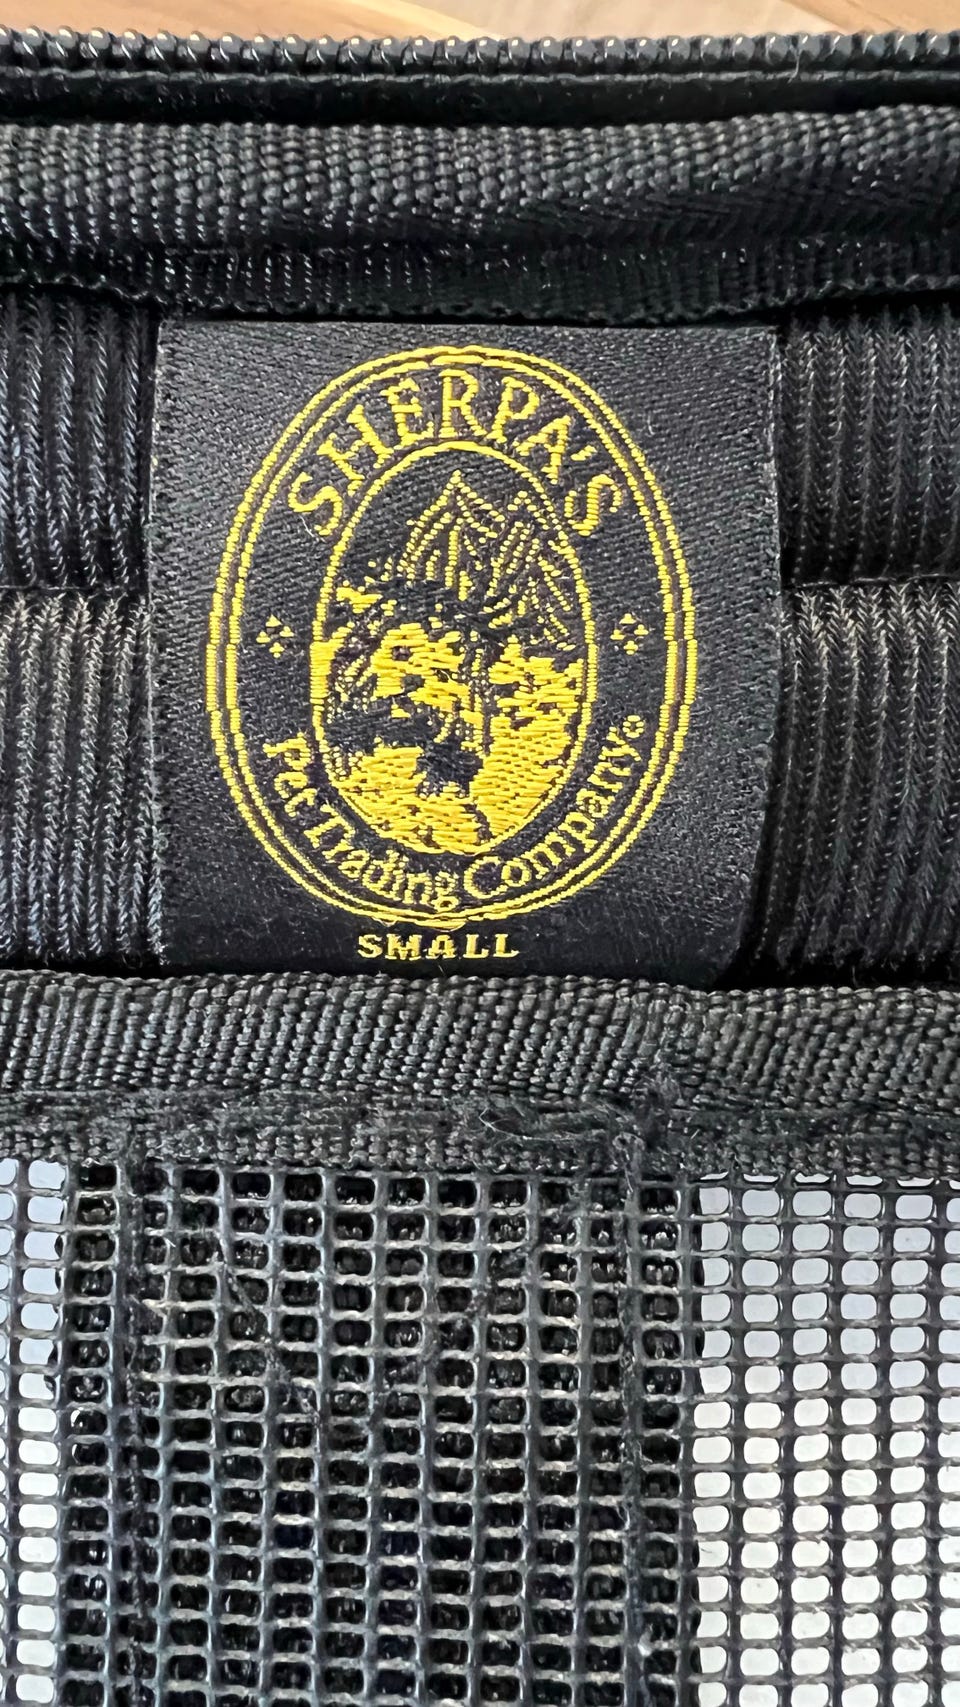 SHERPA'S
Pet Trading Company®
SMALL